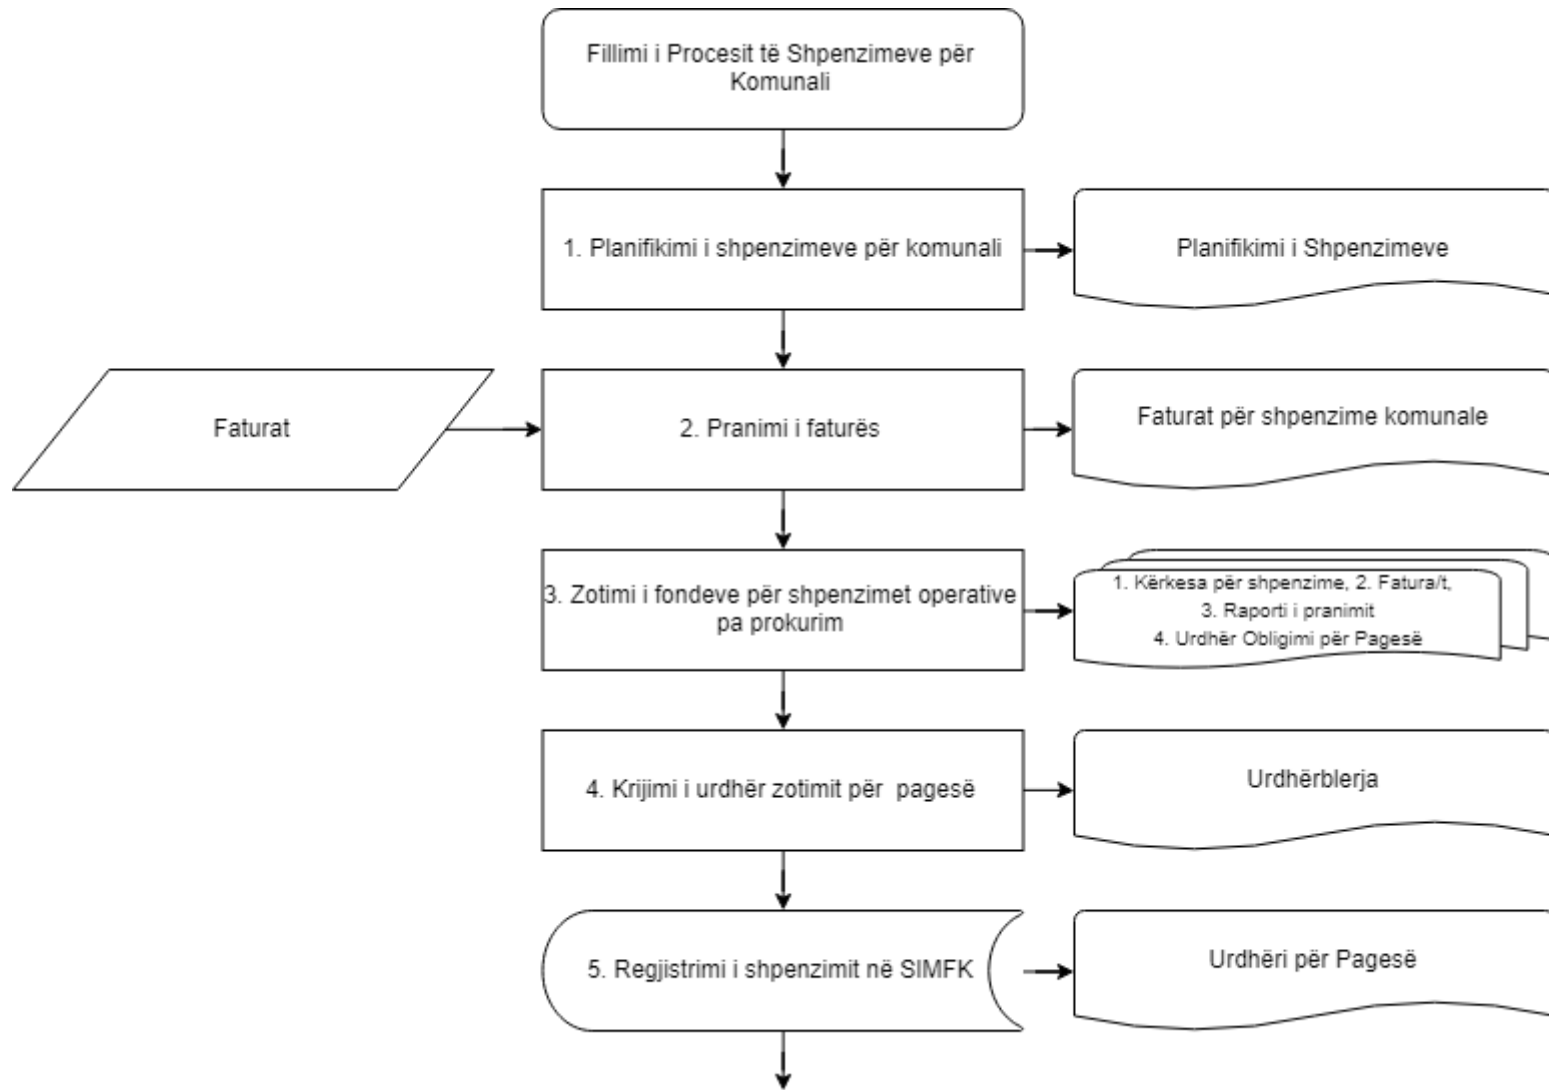 Fillimi i Procesit të Shpenzimeve për
Komunali
1. Planifikimi i shpenzimeve për komunali
Planifikimi i Shpenzimeve
Faturat
2. Pranimi i faturës
Faturat për shpenzime komunale
3. Zotimi i fondeve për shpenzimet operative
pa prokurim
1. Kërkesa për shpenzime, 2. Fatura/t,
3. Raporti i pranimit
4. Urdhër Obligimi për Pagesë
4. Krijimi i urdhër zotimit për  pagesë
Urdhërblerja
5. Regjistrimi i shpenzimit në SIMFK
Urdhëri për Pagesë